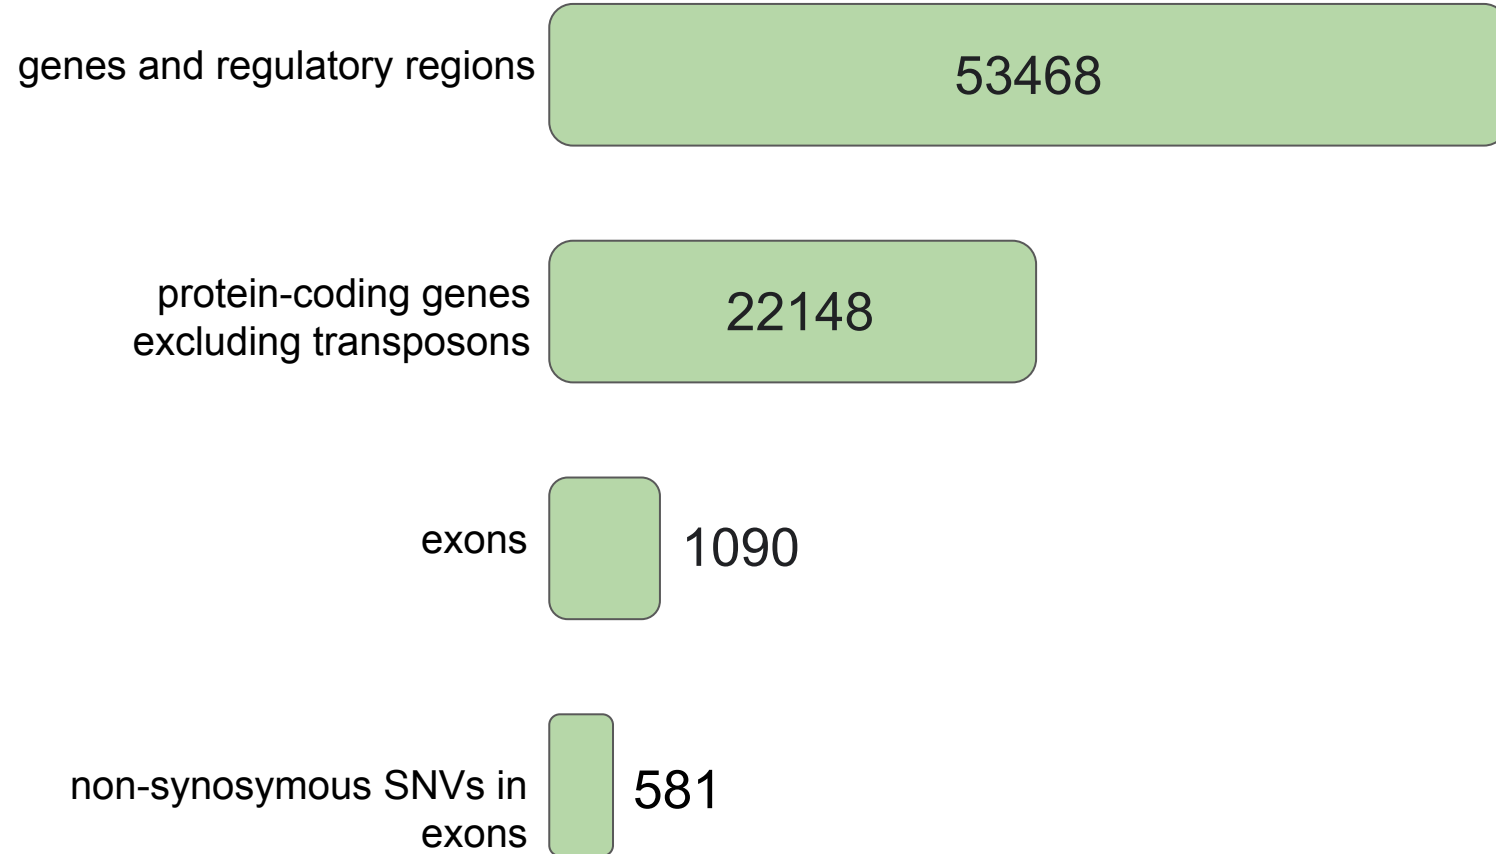 genes and regulatory regions
53468
protein-coding genes
excluding transposons
22148
exons
1090
non-synosymous SNVs in
exons
581